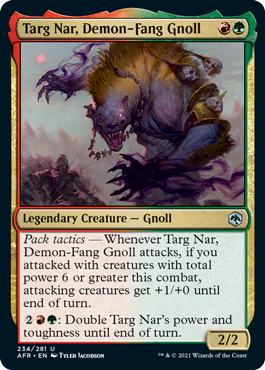 Targ Nar, Demon-Fang Gnoll
Legendary Creature — Gnoll
Pack tactics — Whenever Targ Nar,
Demon-Fang Gnoll attacks, if you
attacked with creatures with total
power 6 or greater this combat,
attacking creatures get +1/+0 until
end of turn.
2 : Double Targ Nar's power and
toughness until end of turn.
2/2
234/281 U
AFR • EN Tyler Jacobson
™ & © 2021 Wizards of the Coast